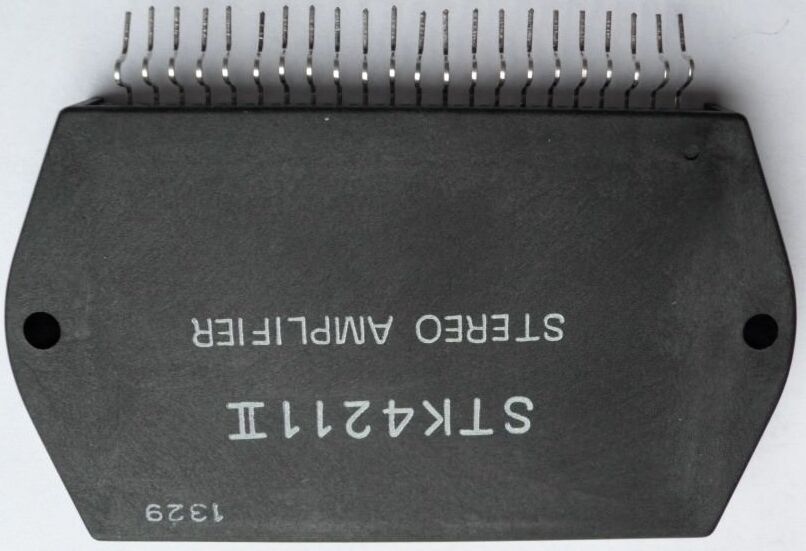 1329
STK4211II
STEREO AMPLIFIER